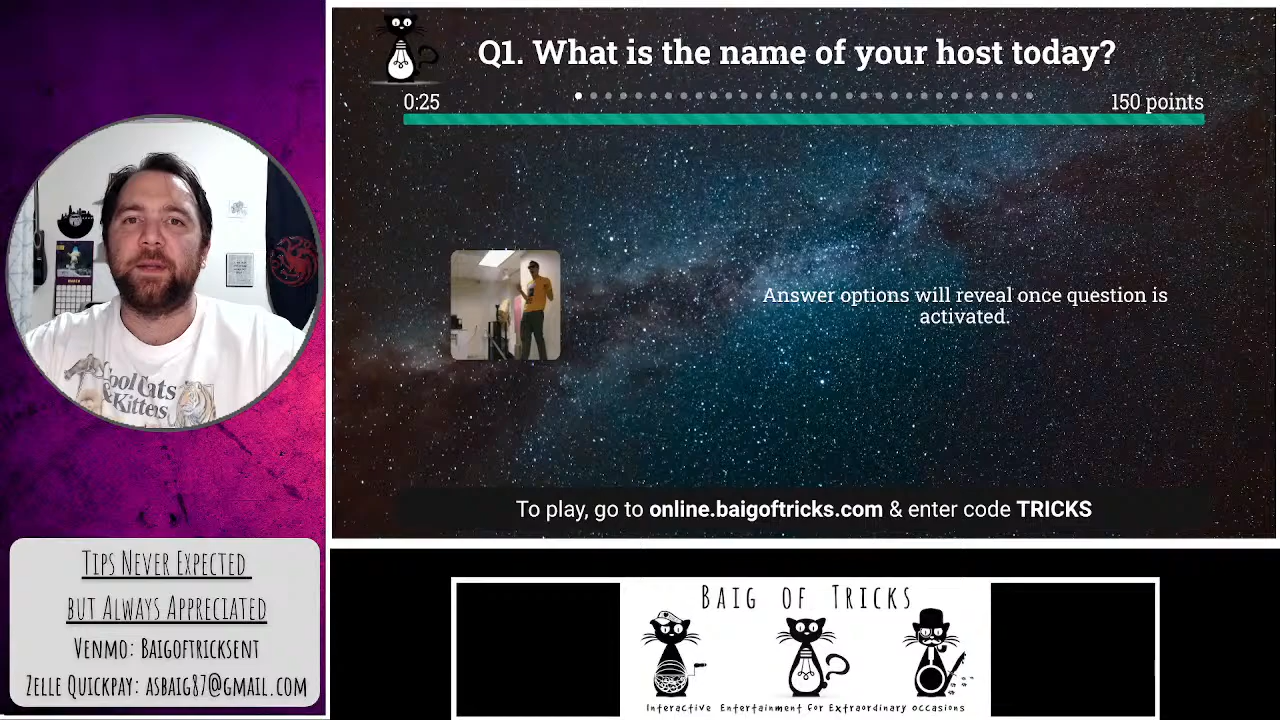 Q1. What is the name of your host today?
0:25
150 points
Answer options will reveal once question is
activated.
To play, go to online.baigoftricks.com & enter code TRICKS
Cool Cats
& Kittens
Tips Never Expected
but Always Appreciated
Venmo: Baigoftricksent
Zelle Quickpay: asbaig87@gmail.com
Baig of Tricks
Interactive Entertainment for Extraordinary Occasions